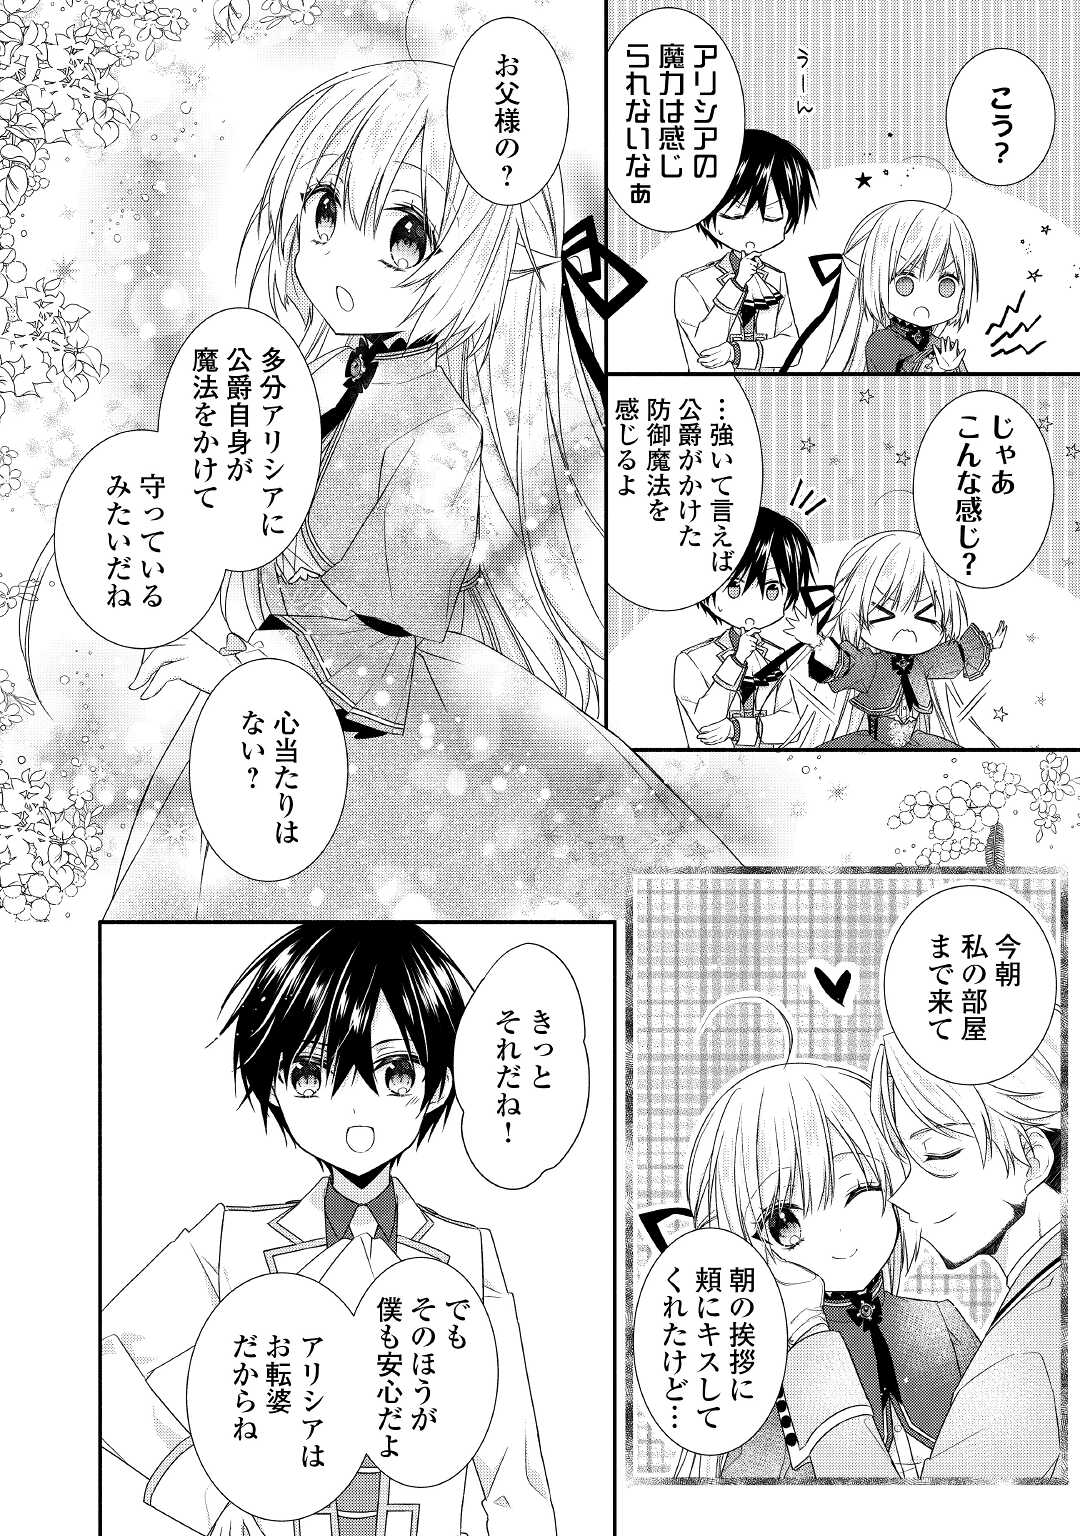 こう？
うーん
アリシアの
魔力は感じ
られないなぁ
じゃあ
こんな感じ？
…強いて言えば
公爵がかけた
防御魔法を
感じるよ
お父様の？
多分アリシアに
公爵自身が
魔法をかけて
守っている
みたいだね
心当たりは
ない？
今朝
私の部屋
まで来て
朝の挨拶に
頬にキスして
くれたけど…
きっと
それだね！
でも
そのほうが
僕も安心だよ
アリシアは
お転婆
だからね